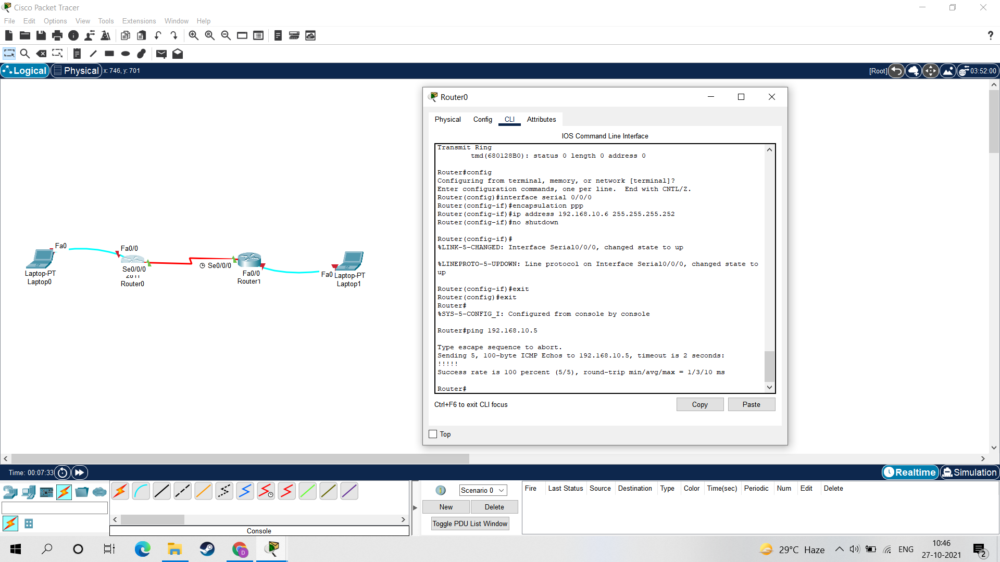 Cisco Packet Tracer
File Edit Options View Tools Extensions Window Help
?
Logical Physical x: 746, y: 701 [Root] 03:52:00
Fa0
Laptop-PT
Laptop0
Fa0/0
Se0/0/0
Router0
Se0/0/0
Fa0/0
Router1
Fa0
Laptop-PT
Laptop1
Router0
Physical Config CLI Attributes
IOS Command Line Interface
Transmit Ring
tmd(680128B0): status 0 length 0 address 0
Router#config
Configuring from terminal, memory, or network [terminal]?
Enter configuration commands, one per line.  End with CNTL/Z.
Router(config)#interface serial 0/0/0
Router(config-if)#encapsulation ppp
Router(config-if)#ip address 192.168.10.6 255.255.255.252
Router(config-if)#no shutdown
Router(config-if)#
%LINK-5-CHANGED: Interface Serial0/0/0, changed state to up
%LINEPROTO-5-UPDOWN: Line protocol on Interface Serial0/0/0, changed state to
up
Router(config-if)#exit
Router(config)#exit
Router#
%SYS-5-CONFIG_I: Configured from console by console
Router#ping 192.168.10.5
Type escape sequence to abort.
Sending 5, 100-byte ICMP Echos to 192.168.10.5, timeout is 2 seconds:
!!!!!
Success rate is 100 percent (5/5), round-trip min/avg/max = 1/3/10 ms
Router#
Ctrl+F6 to exit CLI focus
Copy Paste
Top
Time: 00:07:33 Realtime Simulation
Scenario 0
New Delete
Toggle PDU List Window
Fire Last Status Source Destination Type Color Time(sec) Periodic Num Edit Delete
Console
29°C Haze ENG
10:46
27-10-2021
2